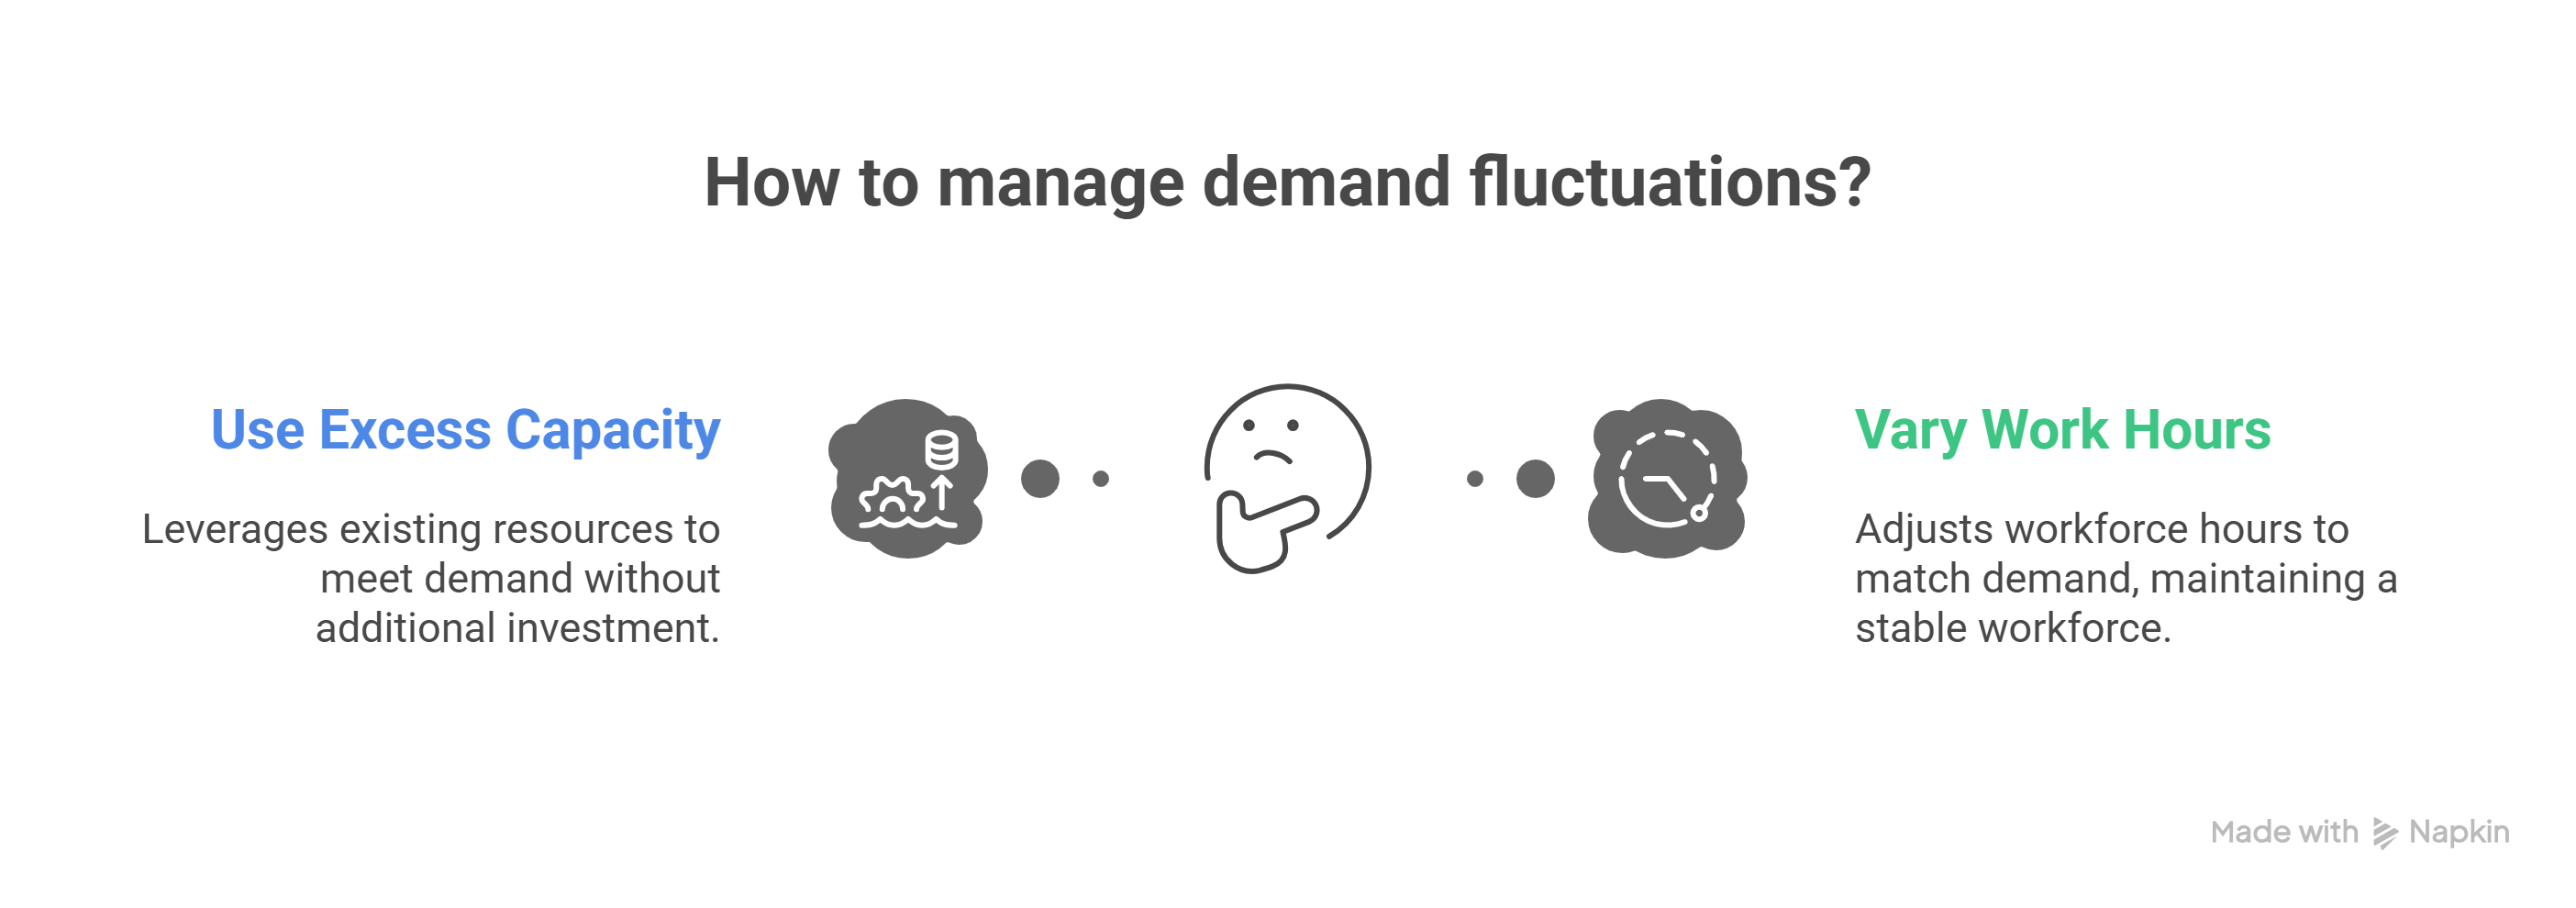 How to manage demand fluctuations?
Use Excess Capacity
Leverages existing resources to
meet demand without
additional investment.
Vary Work Hours
Adjusts workforce hours to
match demand, maintaining a
stable workforce.
Made with Napkin